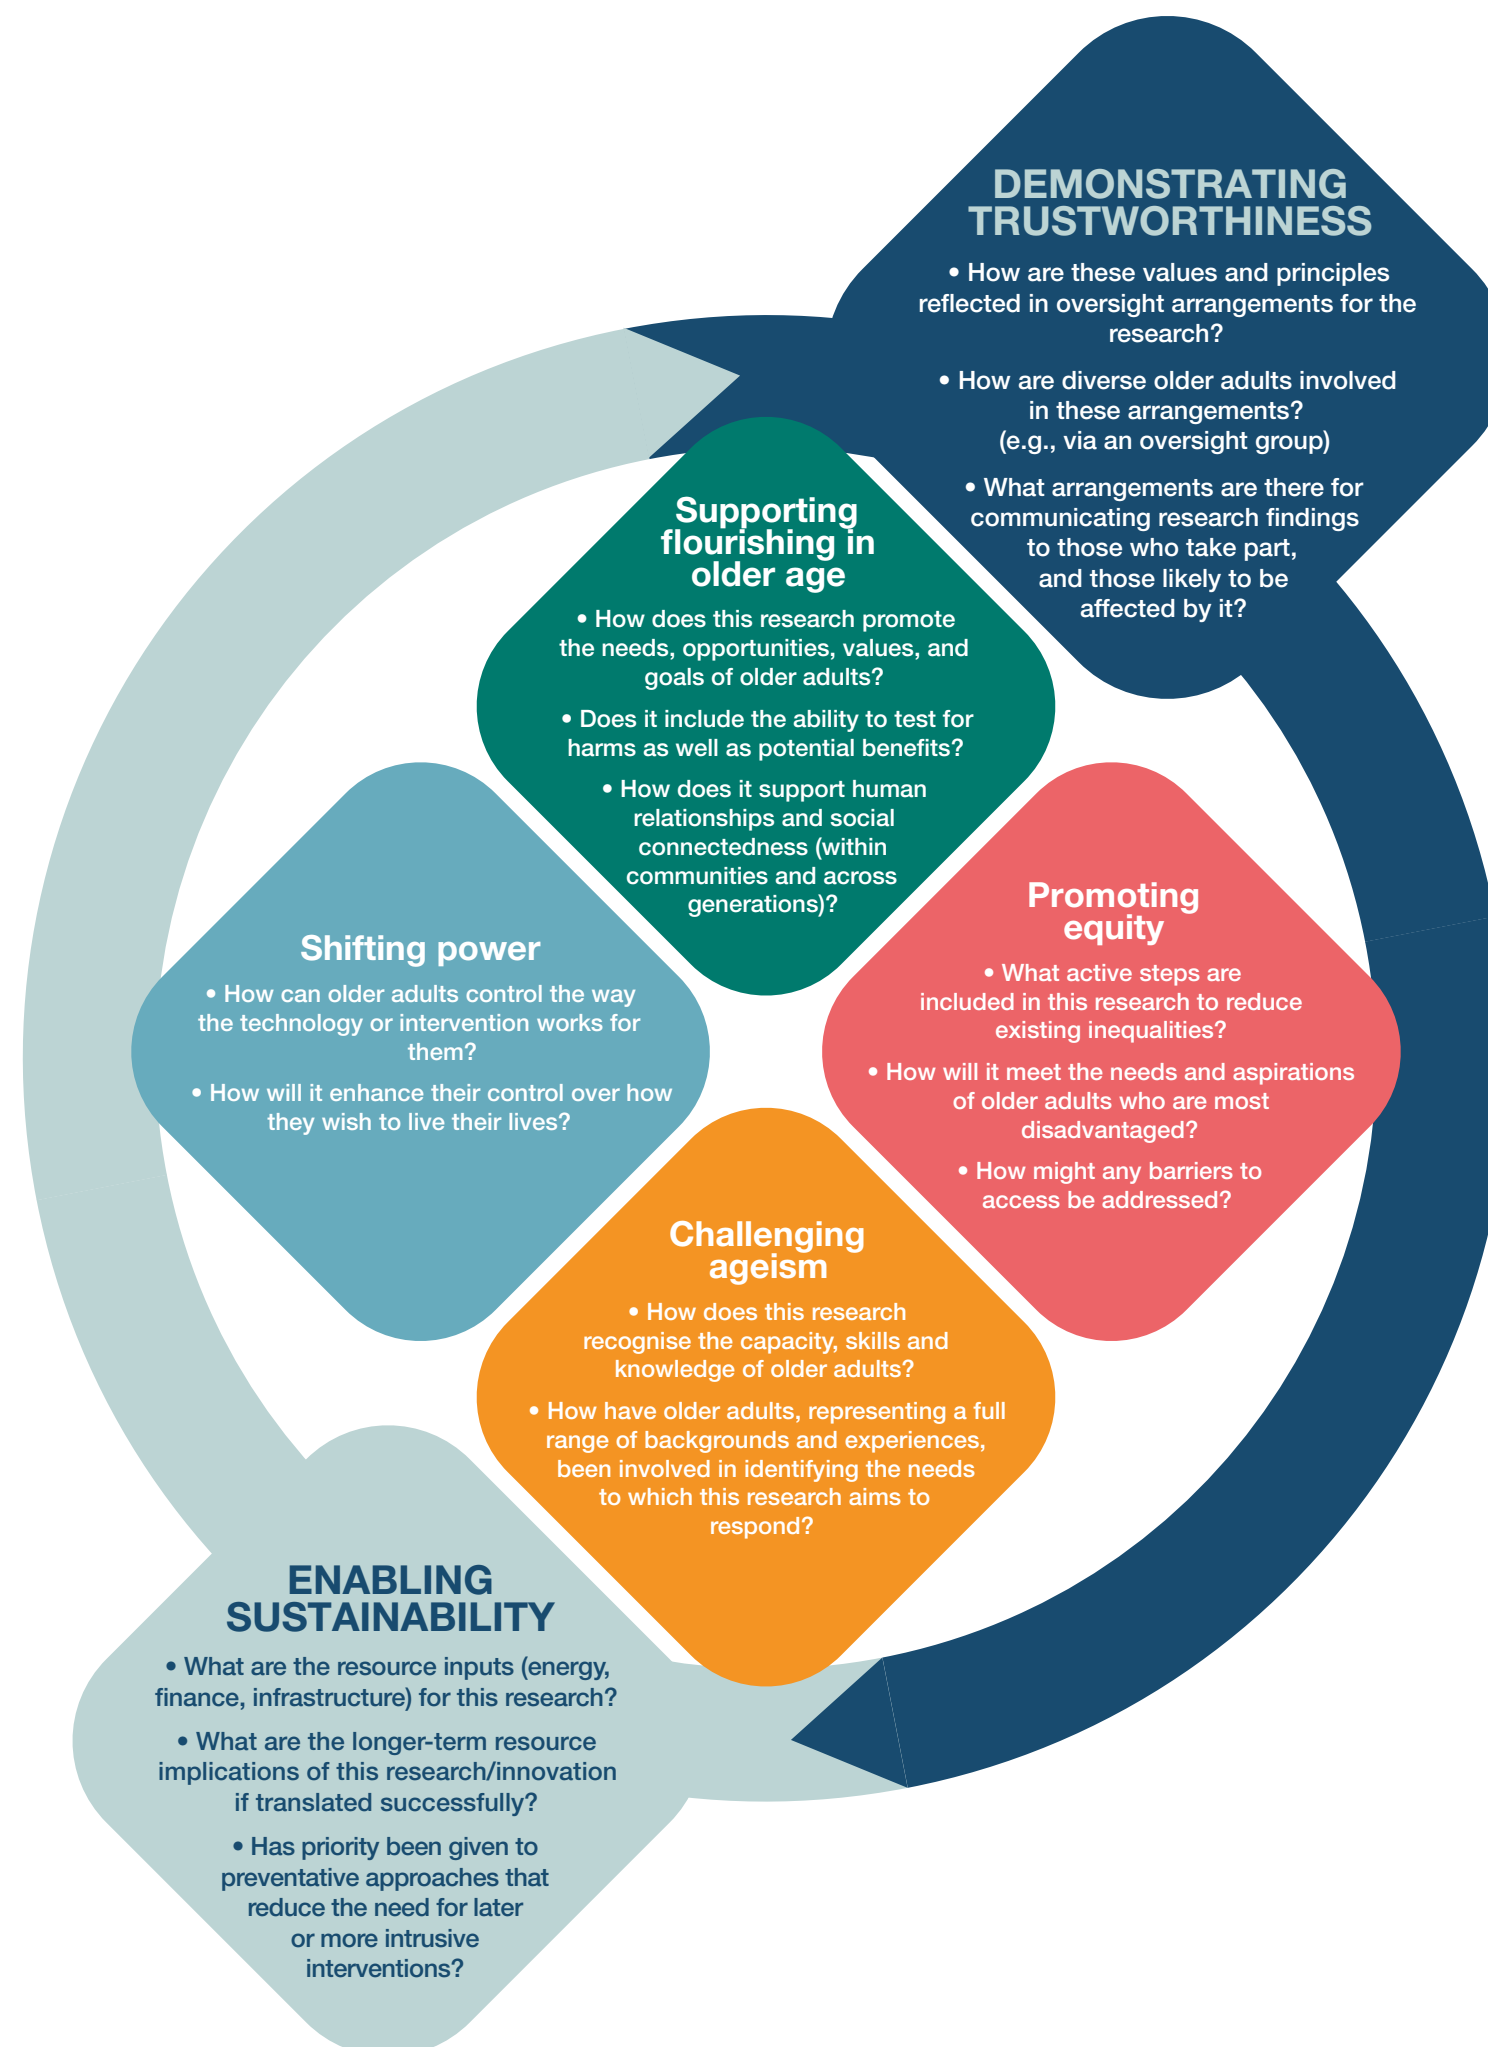 DEMONSTRATING
TRUSTWORTHINESS
• How are these values and principles
reflected in oversight arrangements for the
research?
• How are diverse older adults involved
in these arrangements?
(e.g., via an oversight group)
• What arrangements are there for
communicating research findings
to those who take part,
and those likely to be
affected by it?
Supporting
flourishing in
older age
• How does this research promote
the needs, opportunities, values, and
goals of older adults?
• Does it include the ability to test for
harms as well as potential benefits?
• How does it support human
relationships and social
connectedness (within
communities and across
generations)?
Shifting power
• How can older adults control the way
the technology or intervention works for
them?
• How will it enhance their control over how
they wish to live their lives?
Promoting
equity
• What active steps are
included in this research to reduce
existing inequalities?
• How will it meet the needs and aspirations
of older adults who are most
disadvantaged?
• How might any barriers to
access be addressed?
Challenging
ageism
• How does this research
recognise the capacity, skills and
knowledge of older adults?
• How have older adults, representing a full
range of backgrounds and experiences,
been involved in identifying the needs
to which this research aims to
respond?
ENABLING
SUSTAINABILITY
• What are the resource inputs (energy,
finance, infrastructure) for this research?
• What are the longer-term resource
implications of this research/innovation
if translated successfully?
• Has priority been given to
preventative approaches that
reduce the need for later
or more intrusive
interventions?